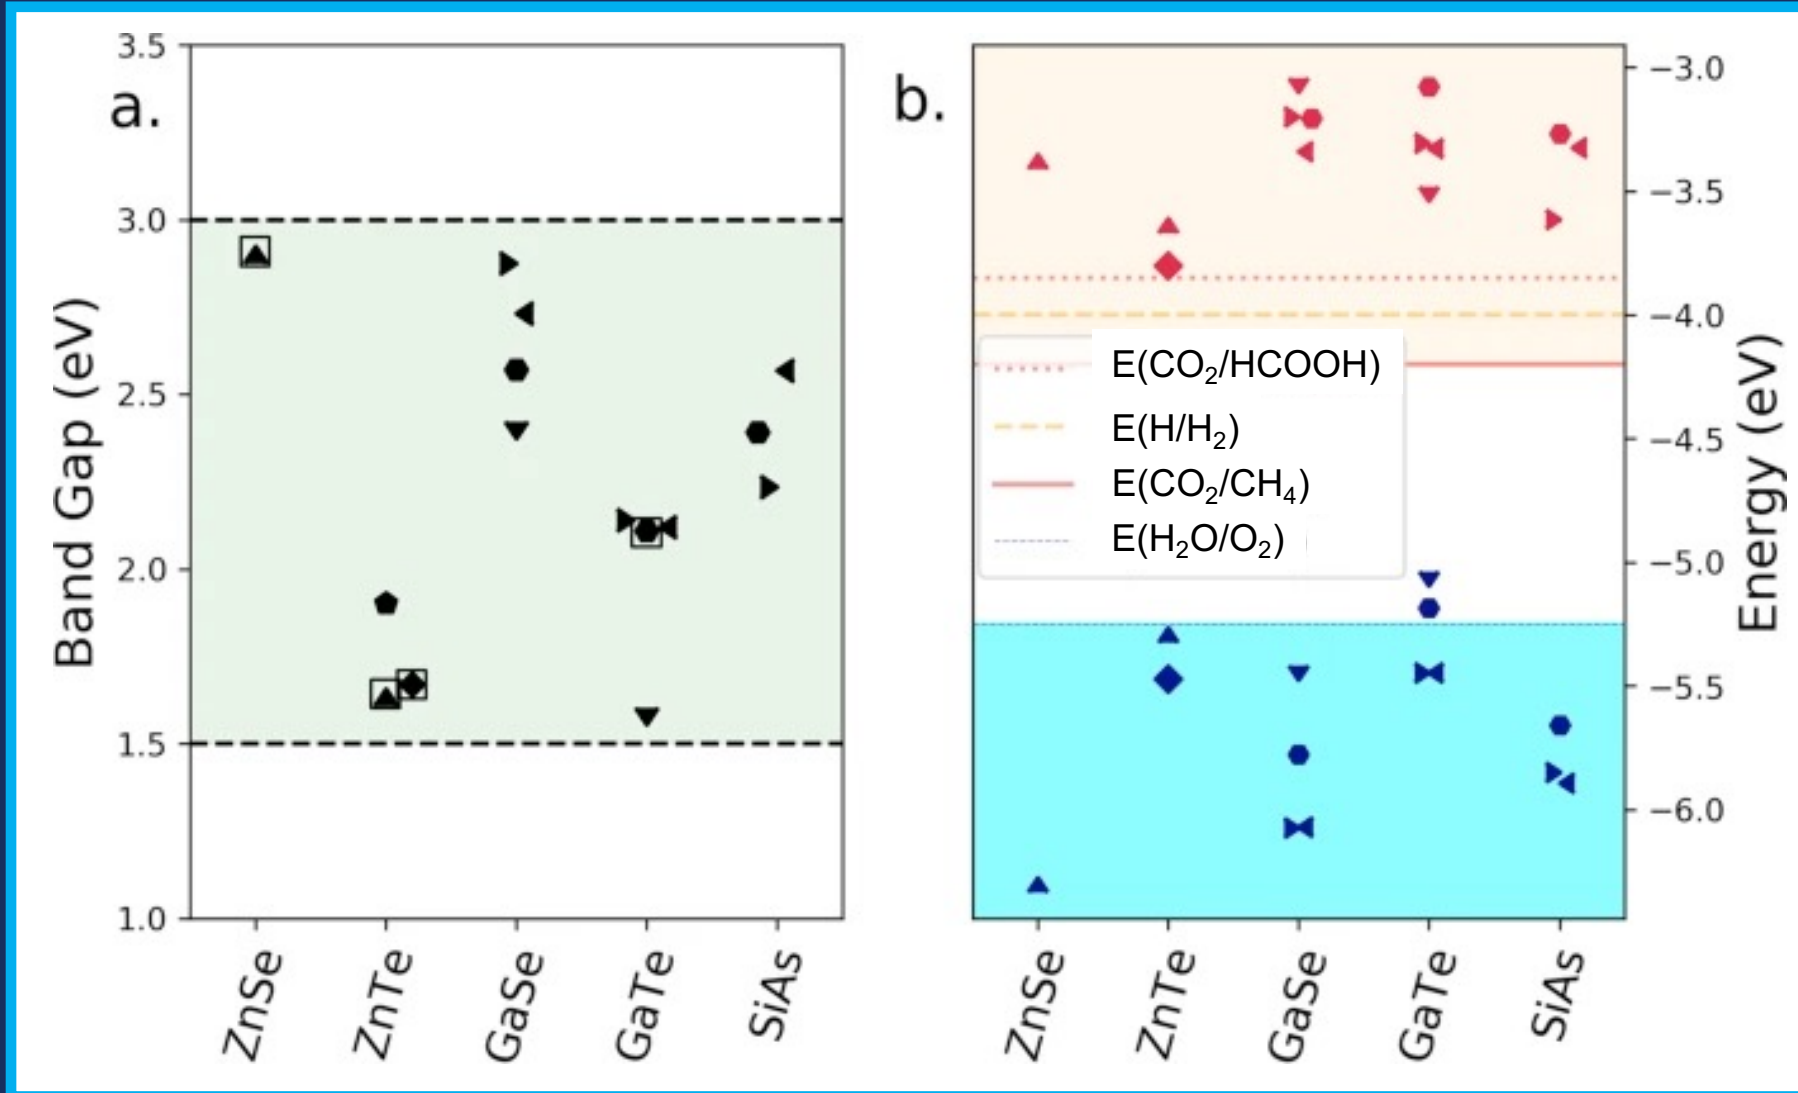 a.
Band Gap (eV)
3.5
3.0
2.5
2.0
1.5
1.0
ZnSe
ZnTe
GaSe
GaTe
SiAs
b.
E(CO₂/HCOOH)
E(H/H₂)
E(CO₂/CH₄)
E(H₂O/O₂)
−3.0
−3.5
−4.0
−4.5
−5.0
−5.5
−6.0
Energy (eV)
ZnSe
ZnTe
GaSe
GaTe
SiAs